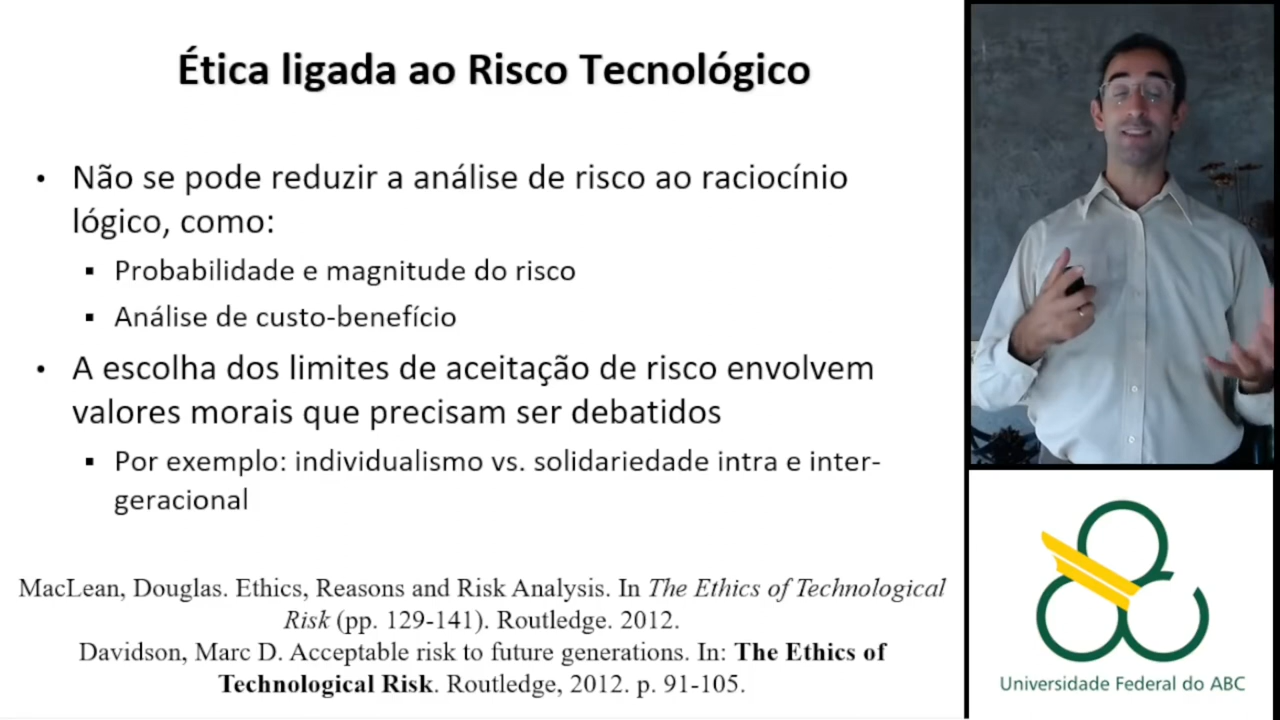 Ética ligada ao Risco Tecnológico
• Não se pode reduzir a análise de risco ao raciocínio
lógico, como:
▪ Probabilidade e magnitude do risco
▪ Análise de custo-benefício
• A escolha dos limites de aceitação de risco envolvem
valores morais que precisam ser debatidos
▪ Por exemplo: individualismo vs. solidariedade intra e inter-
geracional
MacLean, Douglas. Ethics, Reasons and Risk Analysis. In The Ethics of Technological
Risk (pp. 129-141). Routledge. 2012.
Davidson, Marc D. Acceptable risk to future generations. In: The Ethics of
Technological Risk. Routledge, 2012. p. 91-105.
Universidade Federal do ABC